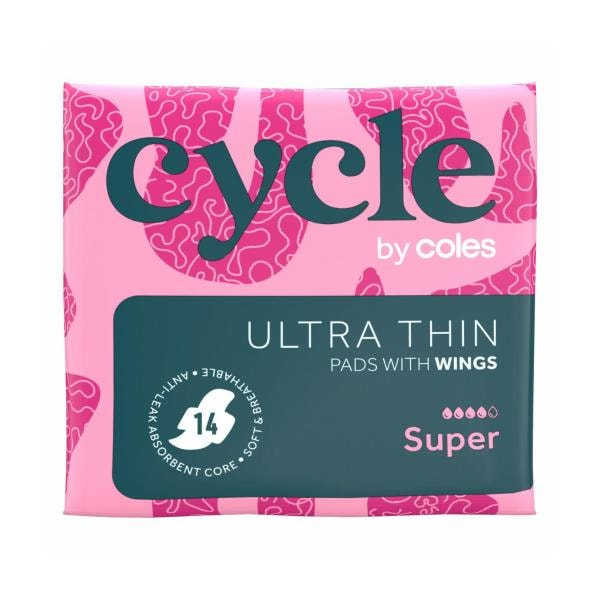 cycle
by coles
ULTRA THIN
PADS WITH WINGS
Super
14
ANTI-LEAK ABSORBENT CORE • SOFT & BREATHABLE •